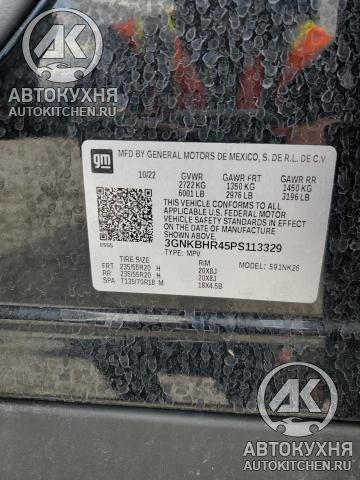 АВТОКУХНЯ
AUTOKITCHEN.BY
gm
MFD BY GENERAL MOTORS DE MEXICO, S. DE R.L. DE C.V.
10/22 GVWR GAWR FRT GAWR RR
2722 KG 1350 KG 1450 KG
6001 LB 2976 LB 3196 LB
THIS VEHICLE CONFORMS TO ALL
APPLICABLE U.S. FEDERAL MOTOR
VEHICLE SAFETY STANDARDS IN EFFECT
ON THE DATE OF MANUFACTURE
SHOWN ABOVE.
3GNKBHR45PS113329
TYPE: MPV
TIRE SIZE RIM MODEL: 591NK26
FRT 235/55R20 H 20X8J
RR 235/55R20 H 20X8J
SPA T135/70R18 M 18X4.5B
АВТОКУХНЯ
AUTOKITCHEN.BY